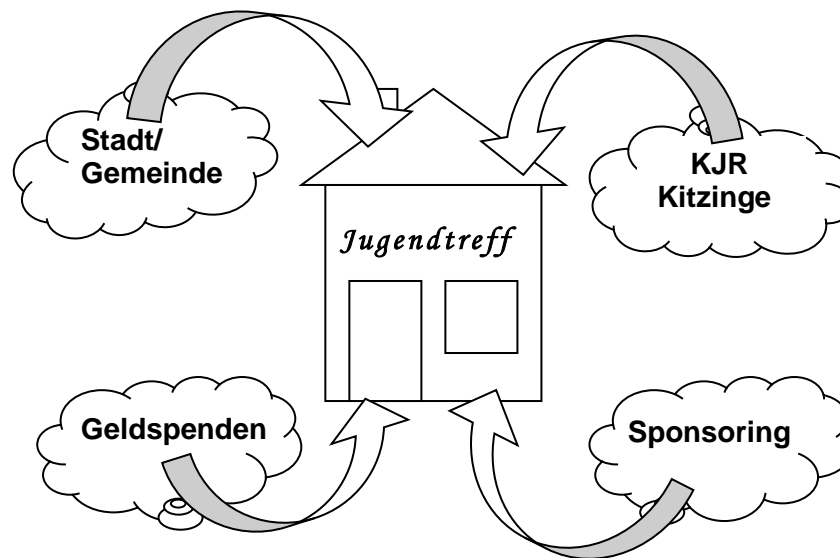 Stadt/
Gemeinde
KJR
Kitzinge
Jugendtreff
Geldspenden
Sponsoring